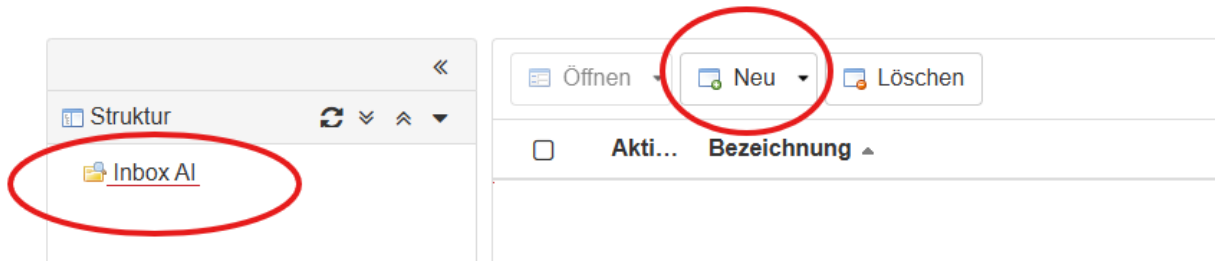 Öffnen Neu Löschen
Struktur
Akti... Bezeichnung
Inbox AI